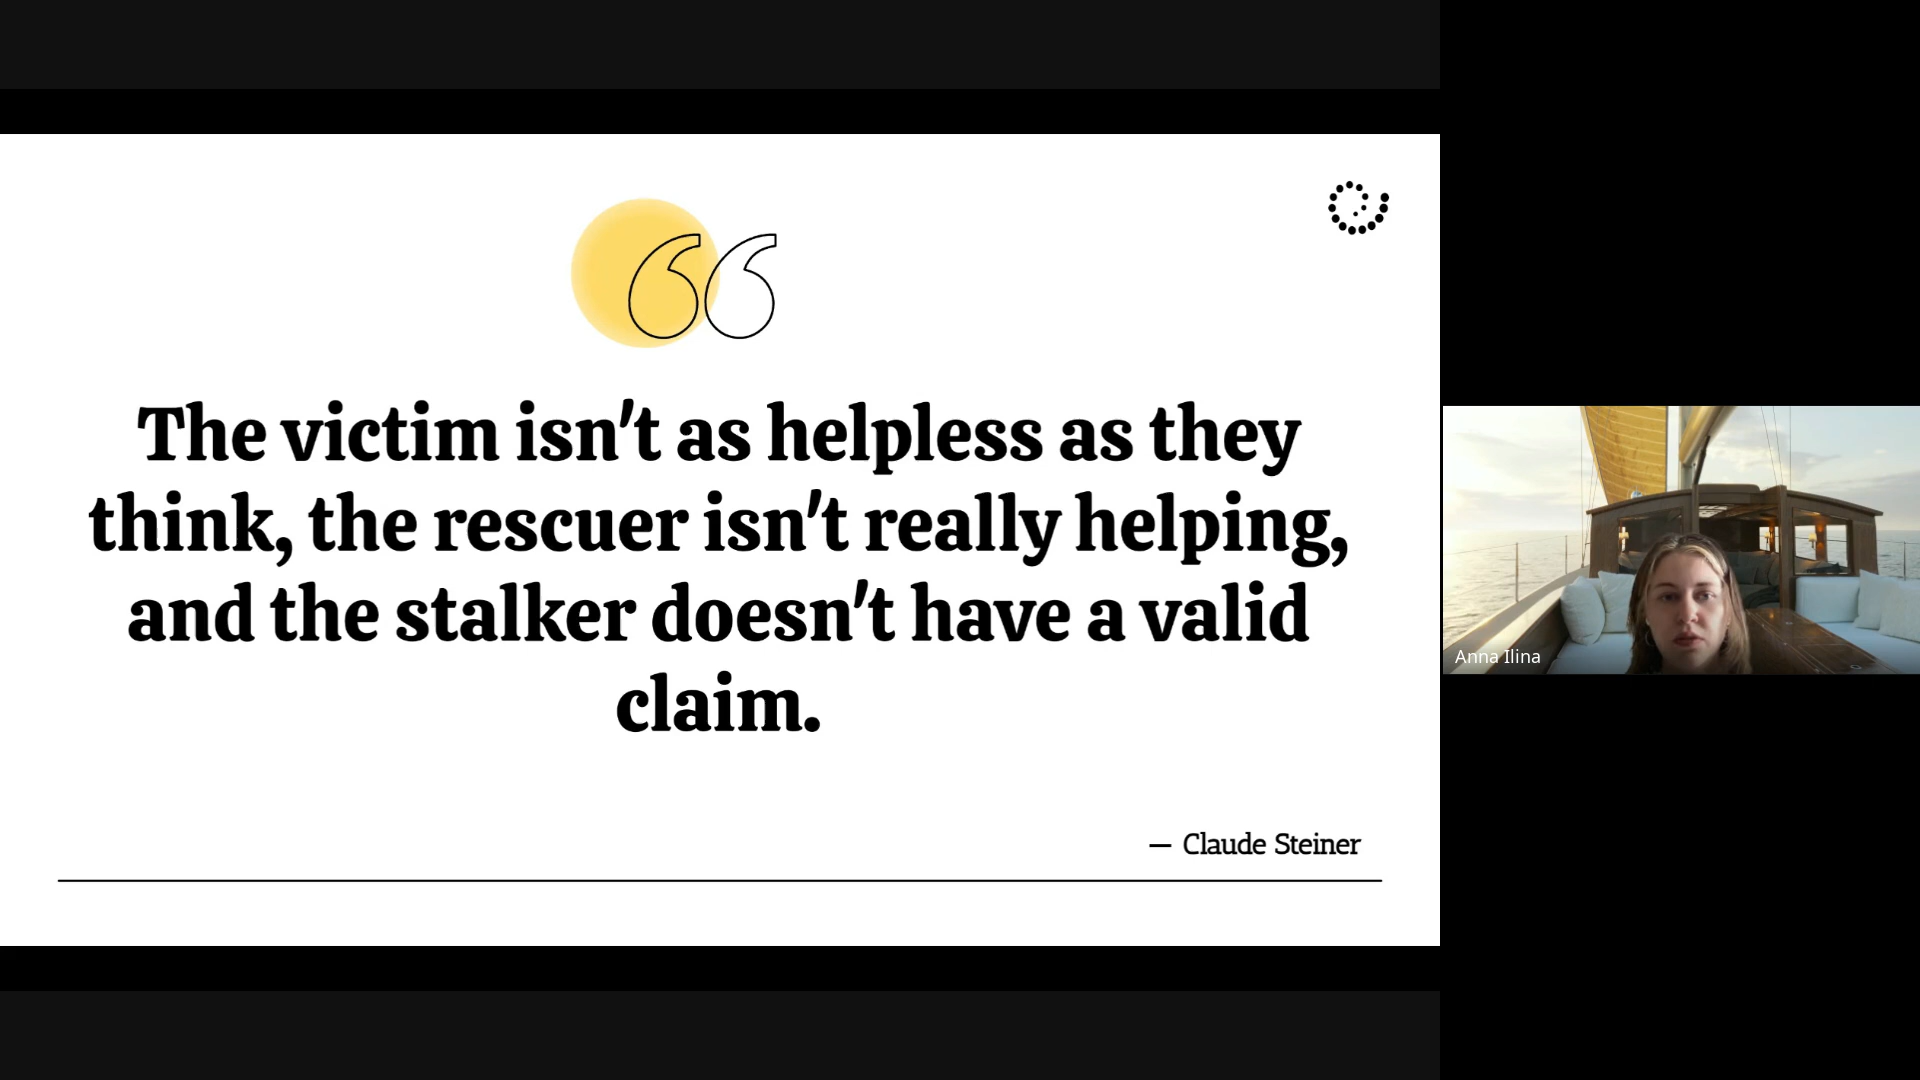 The victim isn't as helpless as they
think, the rescuer isn't really helping,
and the stalker doesn't have a valid
claim.
— Claude Steiner
Anna Ilina